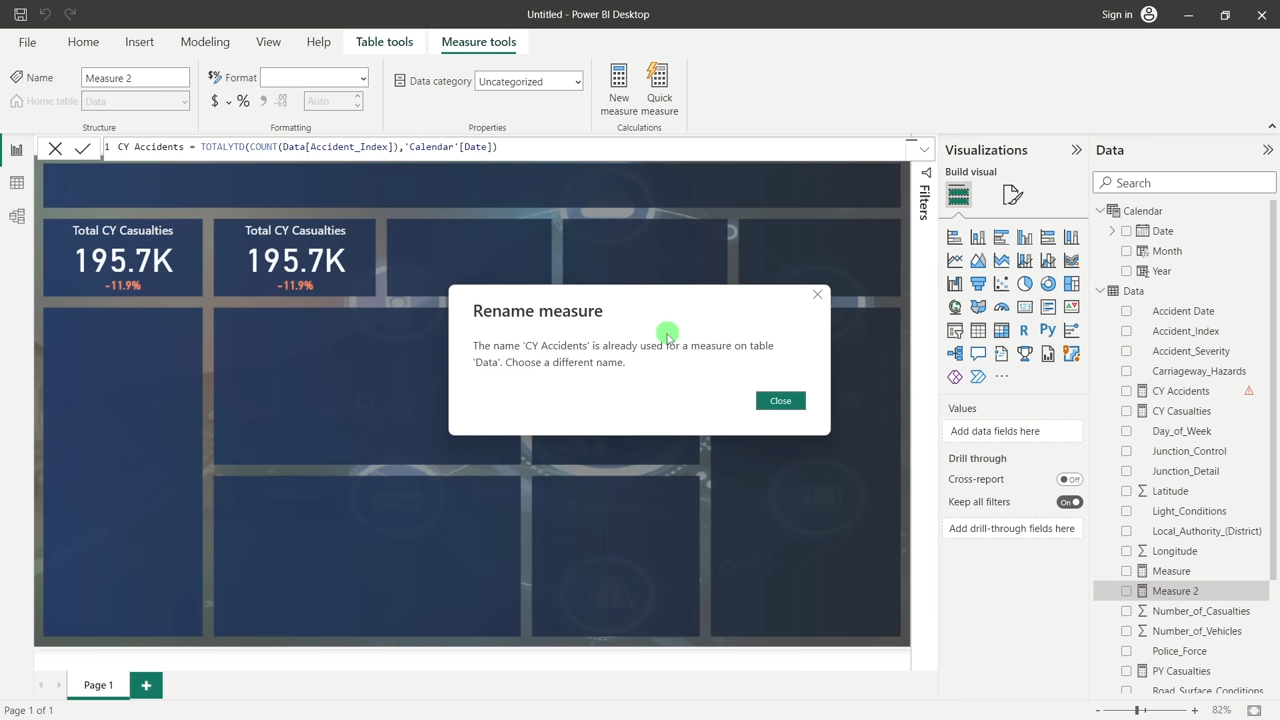 Untitled - Power BI Desktop
Sign in
File Home Insert Modeling View Help Table tools Measure tools
Name Measure 2
Home table Data
Structure
Format
$ % Auto
Formatting
Data category Uncategorized
Properties
New measure
Quick measure
Calculations
1 CY Accidents = TOTALYTD(COUNT(Data[Accident_Index]),'Calendar'[Date])
Total CY Casualties
195.7K
-11.9%
Total CY Casualties
195.7K
-11.9%
Rename measure
The name 'CY Accidents' is already used for a measure on table
'Data'. Choose a different name.
Close
Filters
Visualizations
Build visual
R
Py
Values
Add data fields here
Drill through
Cross-report Off
Keep all filters On
Add drill-through fields here
Data
Search
Calendar
Date
Month
Year
Data
Accident Date
Accident_Index
Accident_Severity
Carriageway_Hazards
CY Accidents
CY Casualties
Day_of_Week
Junction_Control
Junction_Detail
Latitude
Light_Conditions
Local_Authority_(District)
Longitude
Measure
Measure 2
Number_of_Casualties
Number_of_Vehicles
Police_Force
PY Casualties
Road_Surface_Conditions
Page 1
Page 1 of 1
- + 82%